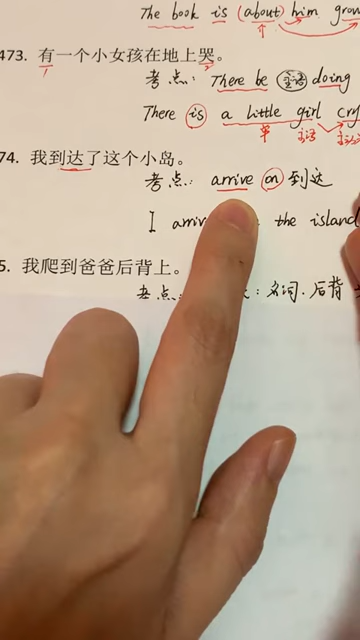 The book is (about) him grow
473. 有一个小女孩在地上哭。
考点: There be 主语 doing
There is a little girl cry
单 主语
74. 我到达了这个小岛。
考点: arrive on 到达
I arriv the island
5. 我爬到爸爸后背上。
考点: : 名词. 后背